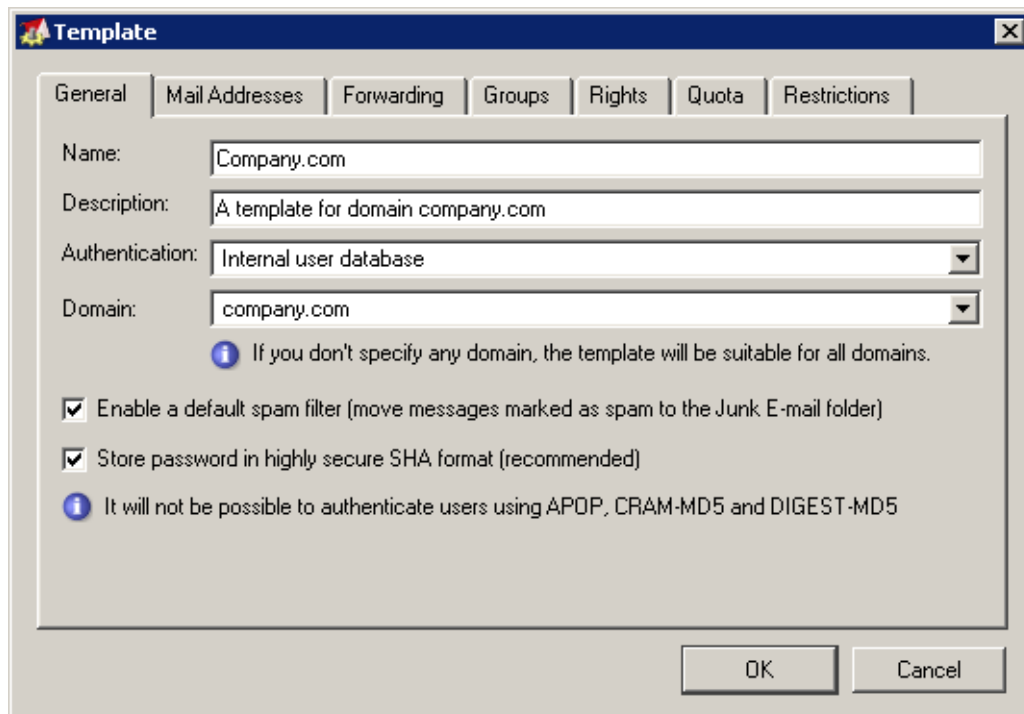 Template
General Mail Addresses Forwarding Groups Rights Quota Restrictions
Name: Company.com
Description: A template for domain company.com
Authentication: Internal user database
Domain: company.com
If you don't specify any domain, the template will be suitable for all domains.
Enable a default spam filter (move messages marked as spam to the Junk E-mail folder)
Store password in highly secure SHA format (recommended)
It will not be possible to authenticate users using APOP, CRAM-MD5 and DIGEST-MD5
OK Cancel